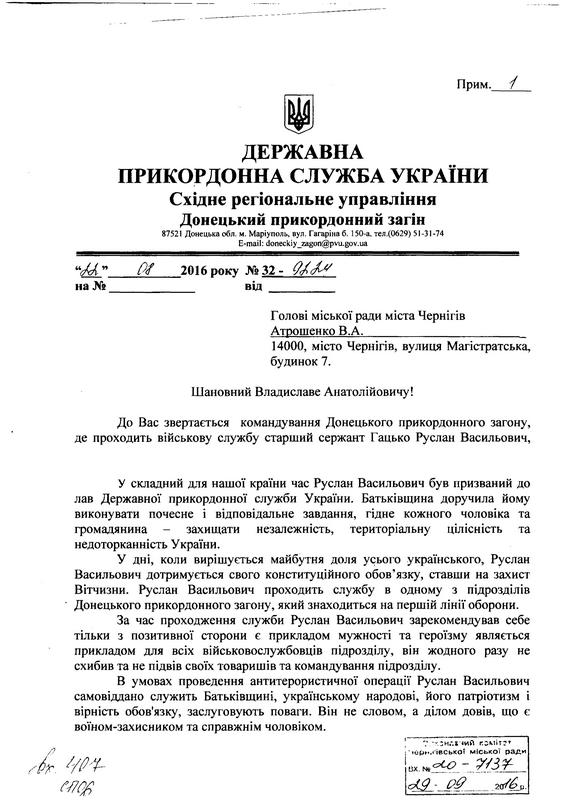 Прим. 1
ДЕРЖАВНА
ПРИКОРДОННА СЛУЖБА УКРАЇНИ
Східне регіональне управління
Донецький прикордонний загін
87521 Донецька обл. м. Маріуполь, вул. Гагаріна б. 150-а, тел.(0629) 51-31-74
E-mail: doneckiy_zagon@pvu.gov.ua
“22” 08 2016 року № 32 -
на № від
Голові міської ради міста Чернігів
Атрошенко В.А.
14000, місто Чернігів, вулиця Магістратська,
будинок 7.
Шановний Владиславе Анатолійовичу!
До Вас звертається командування Донецького прикордонного загону,
де проходить військову службу старший сержант Гацько Руслан Васильович,
У складний для нашої країни час Руслан Васильович був призваний до
лав Державної прикордонної служби України. Батьківщина доручила йому
виконувати почесне і відповідальне завдання, гідне кожного чоловіка та
громадянина – захищати незалежність, територіальну цілісність та
недоторканність України.
У дні, коли вирішується майбутня доля усього українського, Руслан
Васильович дотримується свого конституційного обов’язку, ставши на захист
Вітчизни. Руслан Васильович проходить службу в одному з підрозділів
Донецького прикордонного загону, який знаходиться на першій лінії оборони.
За час проходження служби Руслан Васильович зарекомендував себе
тільки з позитивної сторони є прикладом мужності та героїзму являється
прикладом для всіх військовослужбовців підрозділу, він жодного разу не
схибив та не підвів своїх товаришів та командування підрозділу.
В умовах проведення антитерористичної операції Руслан Васильович
самовіддано служить Батьківщині, українському народові, його патріотизм і
вірність обов'язку, заслуговують поваги. Він не словом, а ділом довів, що є
воїном-захисником та справжнім чоловіком.
вх 407
комітет
Чернігівської міської ради
ВХ. № 20 - 7137
29 - 09 2016 р.